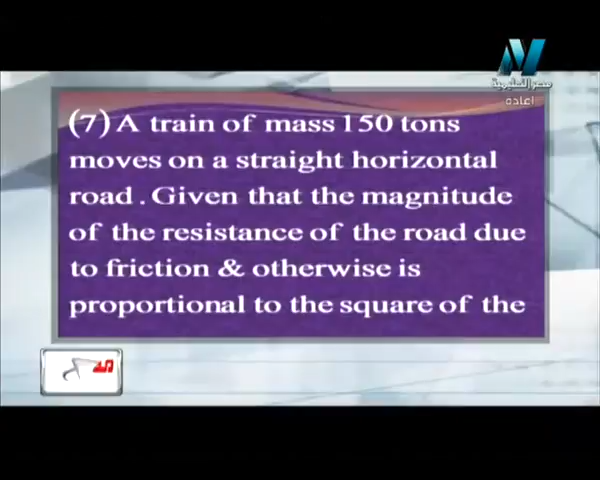 مصر التعليمية
إعادة
(7) A train of mass 150 tons
moves on a straight horizontal
road . Given that the magnitude
of the resistance of the road due
to friction & otherwise is
proportional to the square of the